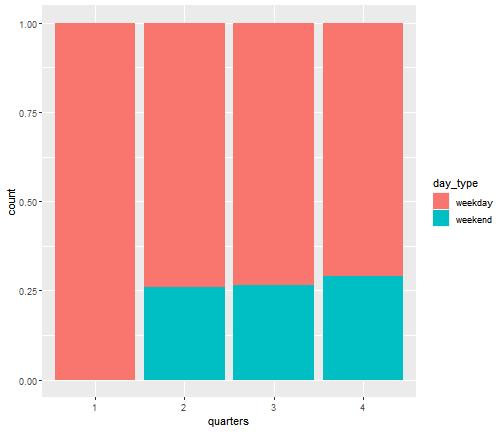 1.00
0.75
0.50
0.25
0.00
count
1 2 3 4
quarters
day_type
weekday
weekend